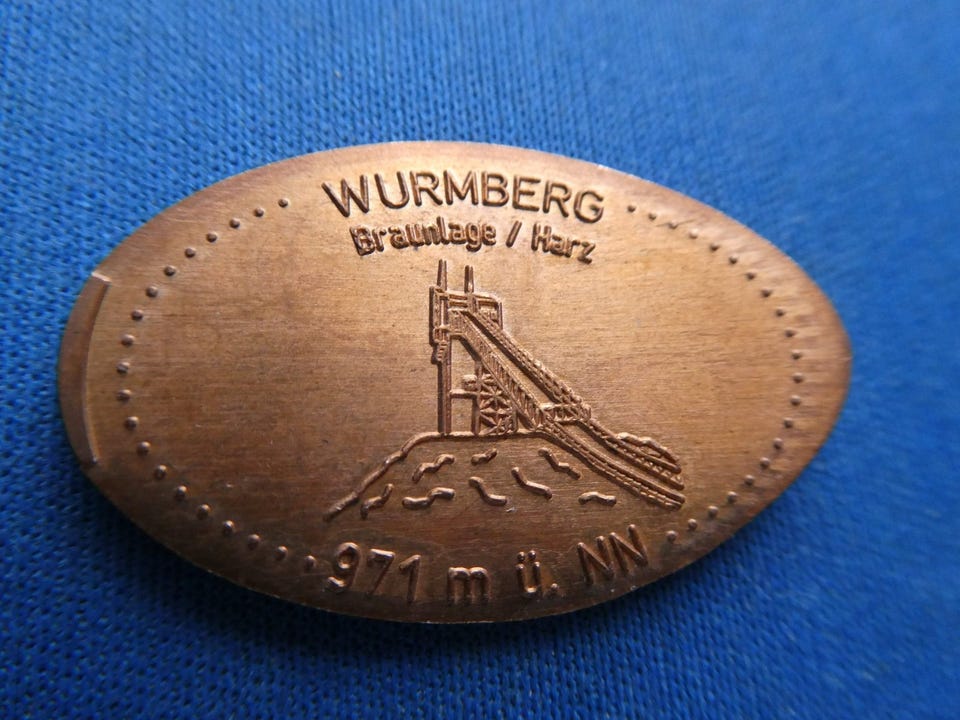 WURMBERG
Braunlage / Harz
971 m ü. NN